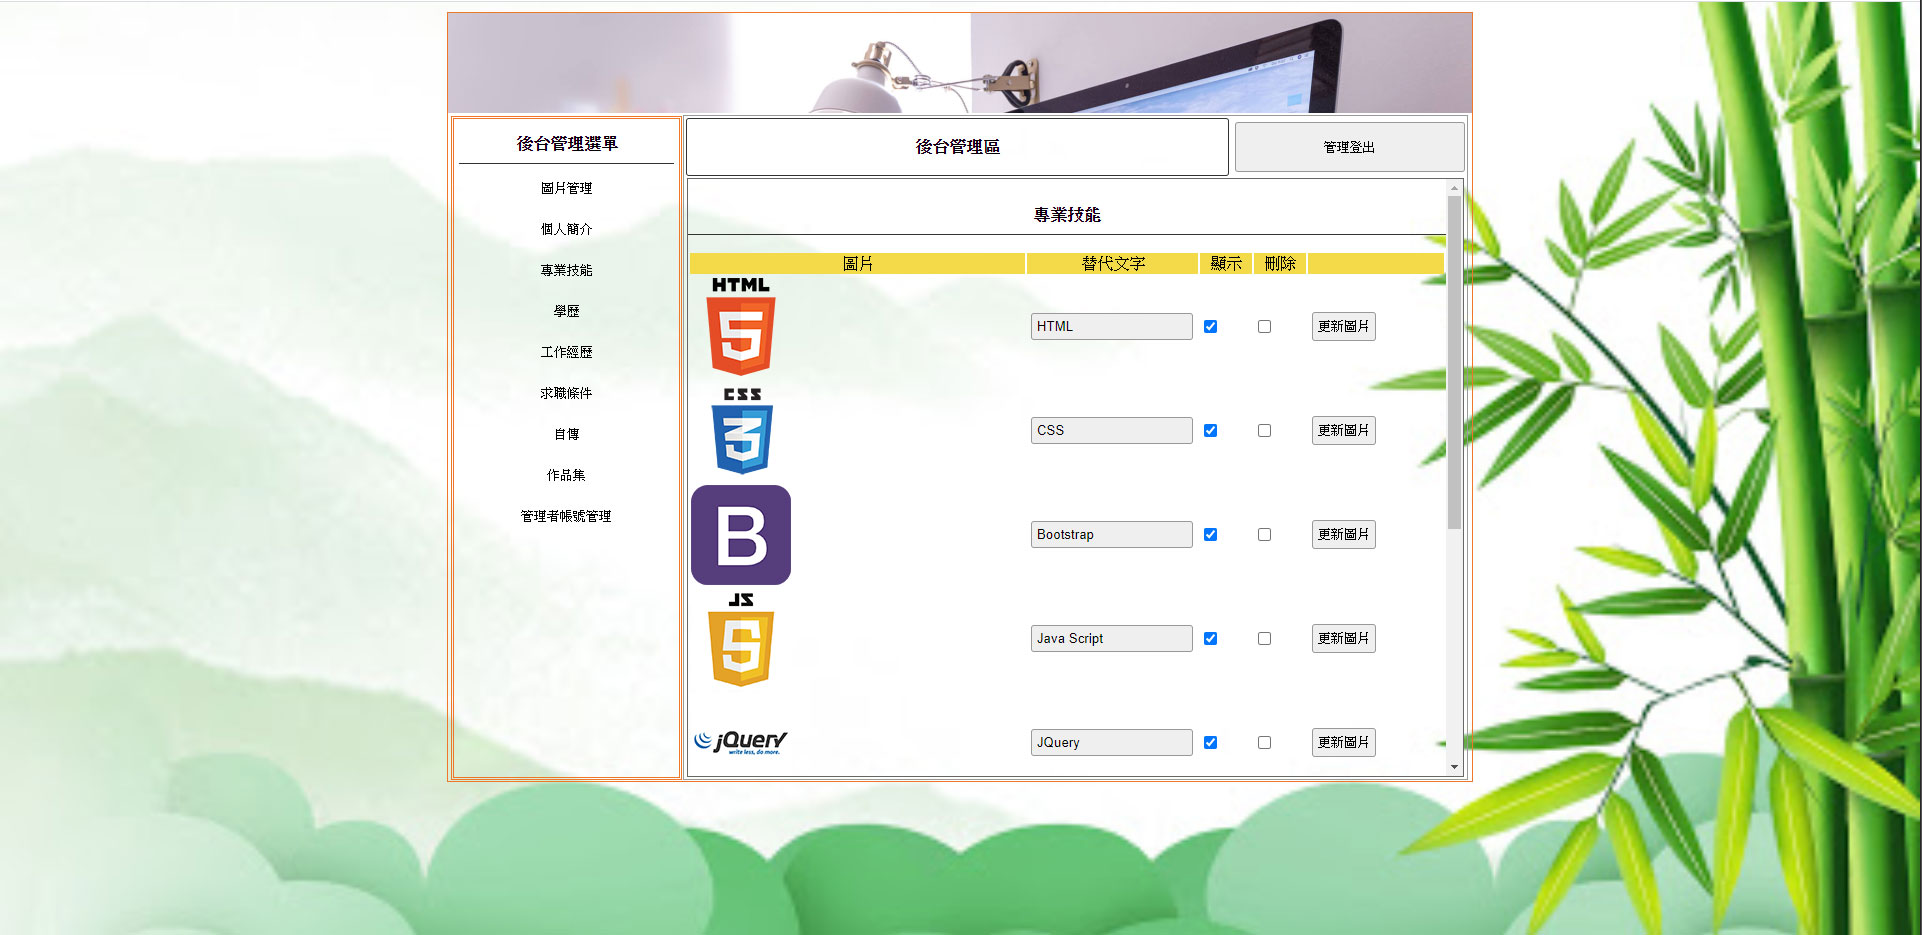 後台管理選單
圖片管理
個人簡介
專業技能
學歷
工作經歷
求職條件
自傳
作品集
管理者帳號管理
後台管理區
管理登出
專業技能
圖片 替代文字 顯示 刪除
HTML
5
HTML
更新圖片
CSS
3
CSS
更新圖片
B
Bootstrap
更新圖片
JS
5
Java Script
更新圖片
jQuery
write less, do more.
JQuery
更新圖片